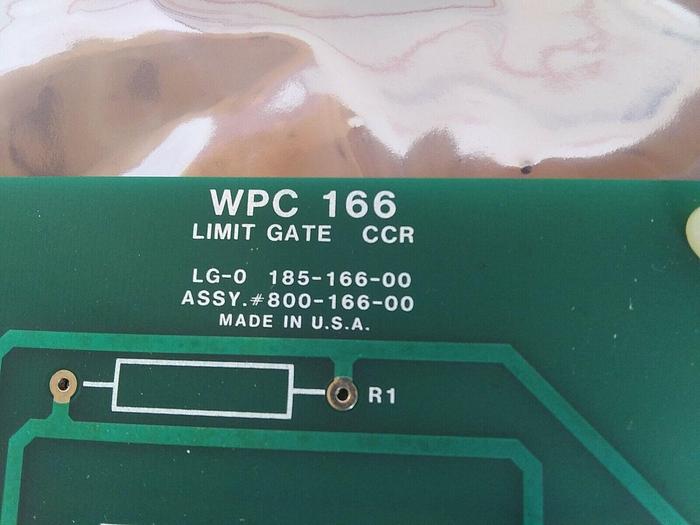 WPC 166
LIMIT GATE CCR
LG-0 185-166-00
ASSY.#800-166-00
MADE IN U.S.A.
R1